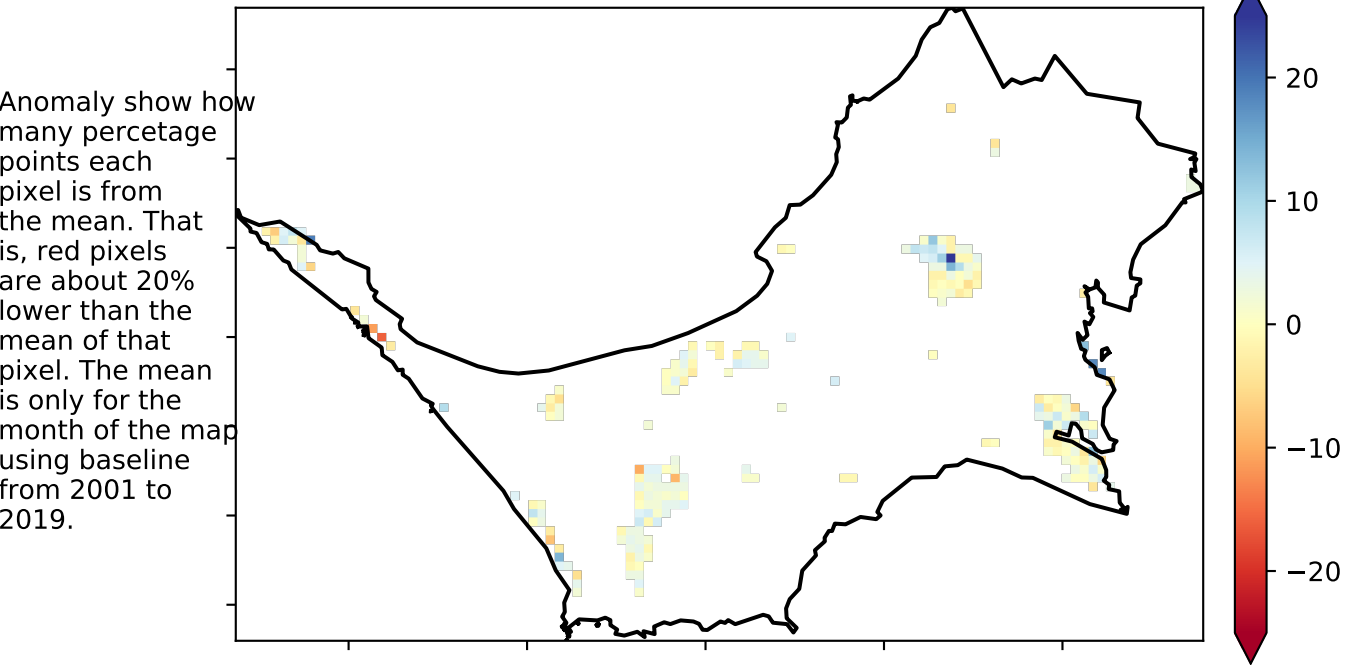 Anomaly show how
many percetage
points each
pixel is from
the mean. That
is, red pixels
are about 20%
lower than the
mean of that
pixel. The mean
is only for the
month of the map
using baseline
from 2001 to
2019.
20
10
0
−10
−20